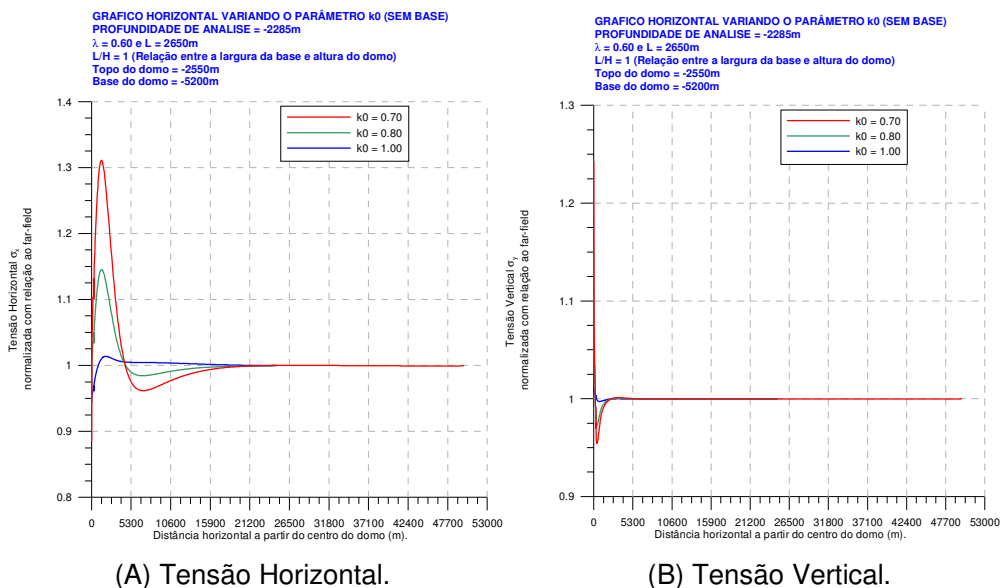 GRAFICO HORIZONTAL VARIANDO O PARÂMETRO k0 (SEM BASE)
PROFUNDIDADE DE ANALISE = -2285m
λ = 0.60 e L = 2650m
L/H = 1 (Relação entre a largura da base e altura do domo)
Topo do domo = -2550m
Base do domo = -5200m
1.4
1.3
1.2
1.1
1
0.9
0.8
Tensão Horizontal σx
normalizada com relação ao far-field
k0 = 0.70
k0 = 0.80
k0 = 1.00
0 5300 10600 15900 21200 26500 31800 37100 42400 47700 53000
Distância horizontal a partir do centro do domo (m).
(A) Tensão Horizontal.
GRAFICO HORIZONTAL VARIANDO O PARÂMETRO k0 (SEM BASE)
PROFUNDIDADE DE ANALISE = -2285m
λ = 0.60 e L = 2650m
L/H = 1 (Relação entre a largura da base e altura do domo)
Topo do domo = -2550m
Base do domo = -5200m
1.3
1.2
1.1
1
0.9
Tensão Vertical σy
normalizada com relação ao far-field
k0 = 0.70
k0 = 0.80
k0 = 1.00
0 5300 10600 15900 21200 26500 31800 37100 42400 47700 53000
Distância horizontal a partir do centro do domo (m).
(B) Tensão Vertical.